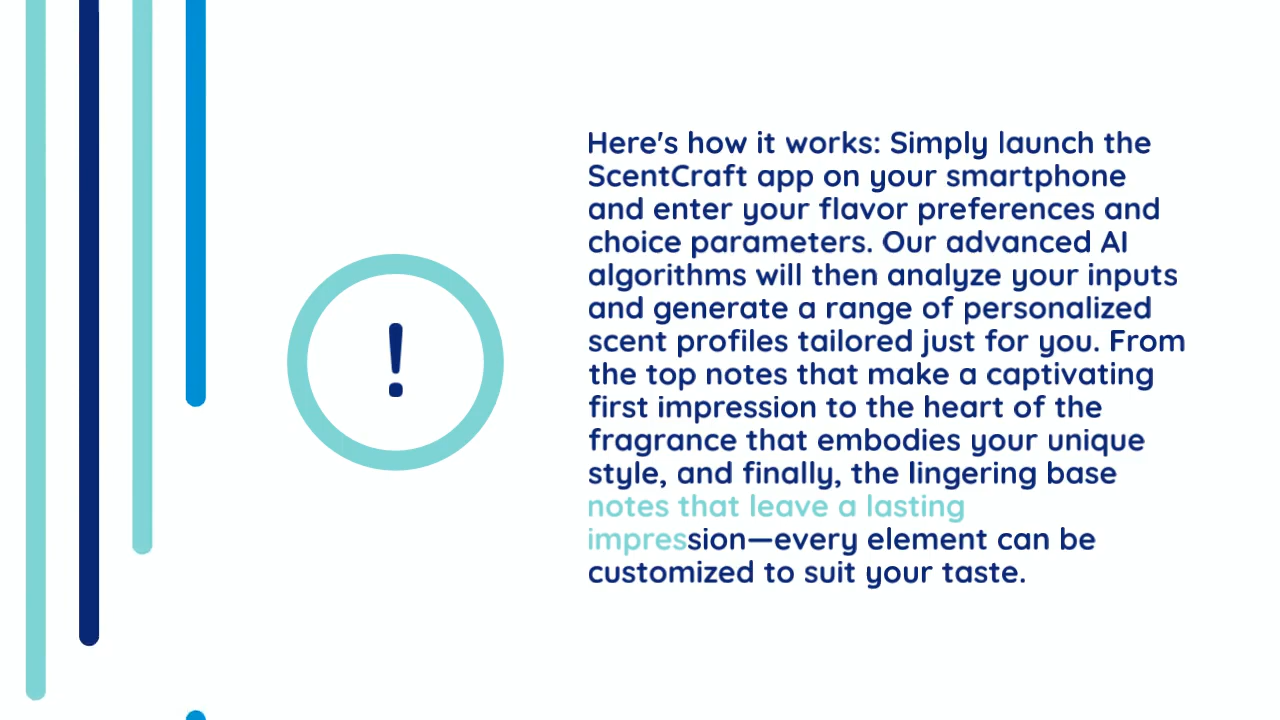 Here's how it works: Simply launch the
ScentCraft app on your smartphone
and enter your flavor preferences and
choice parameters. Our advanced AI
algorithms will then analyze your inputs
and generate a range of personalized
scent profiles tailored just for you. From
the top notes that make a captivating
first impression to the heart of the
fragrance that embodies your unique
style, and finally, the lingering base
notes that leave a lasting
impression—every element can be
customized to suit your taste.
!